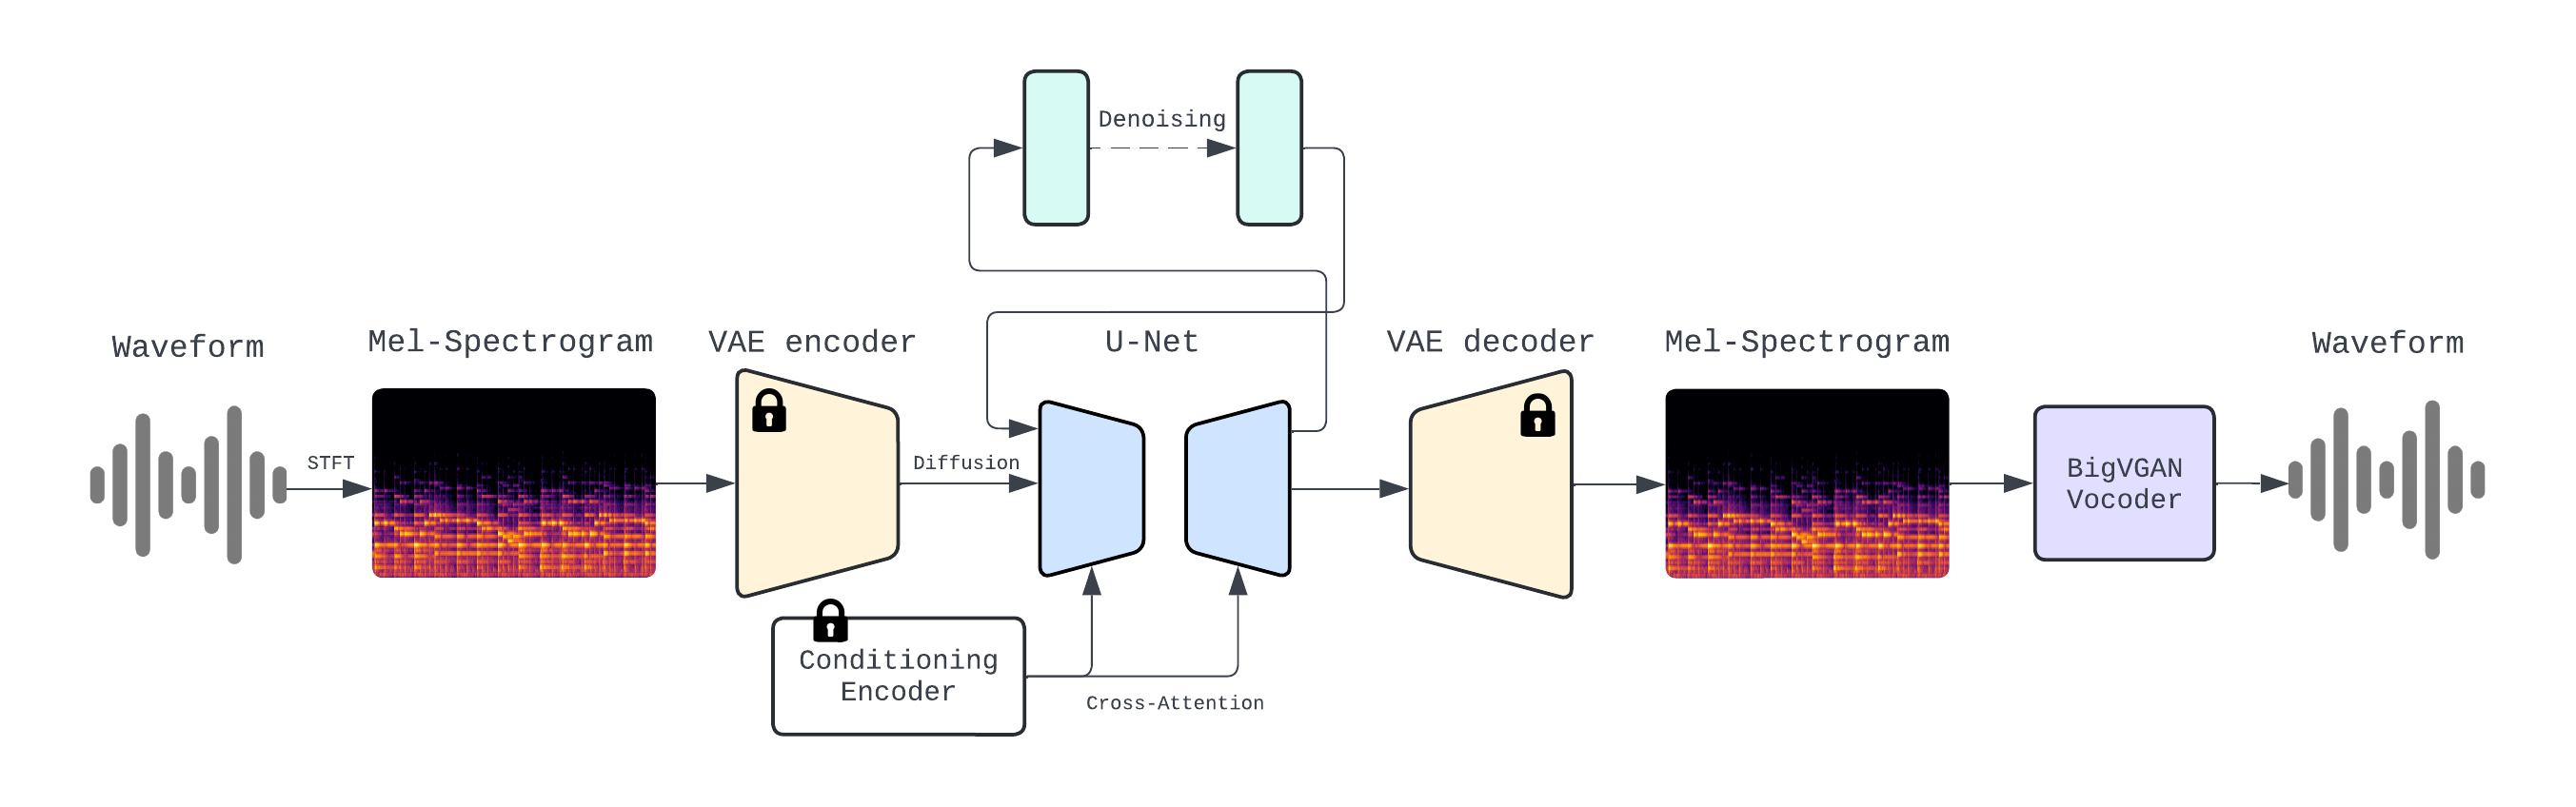 Denoising
Waveform
Mel-Spectrogram
VAE encoder
U-Net
VAE decoder
Mel-Spectrogram
Waveform
STFT
Diffusion
BigVGAN
Vocoder
Conditioning
Encoder
Cross-Attention